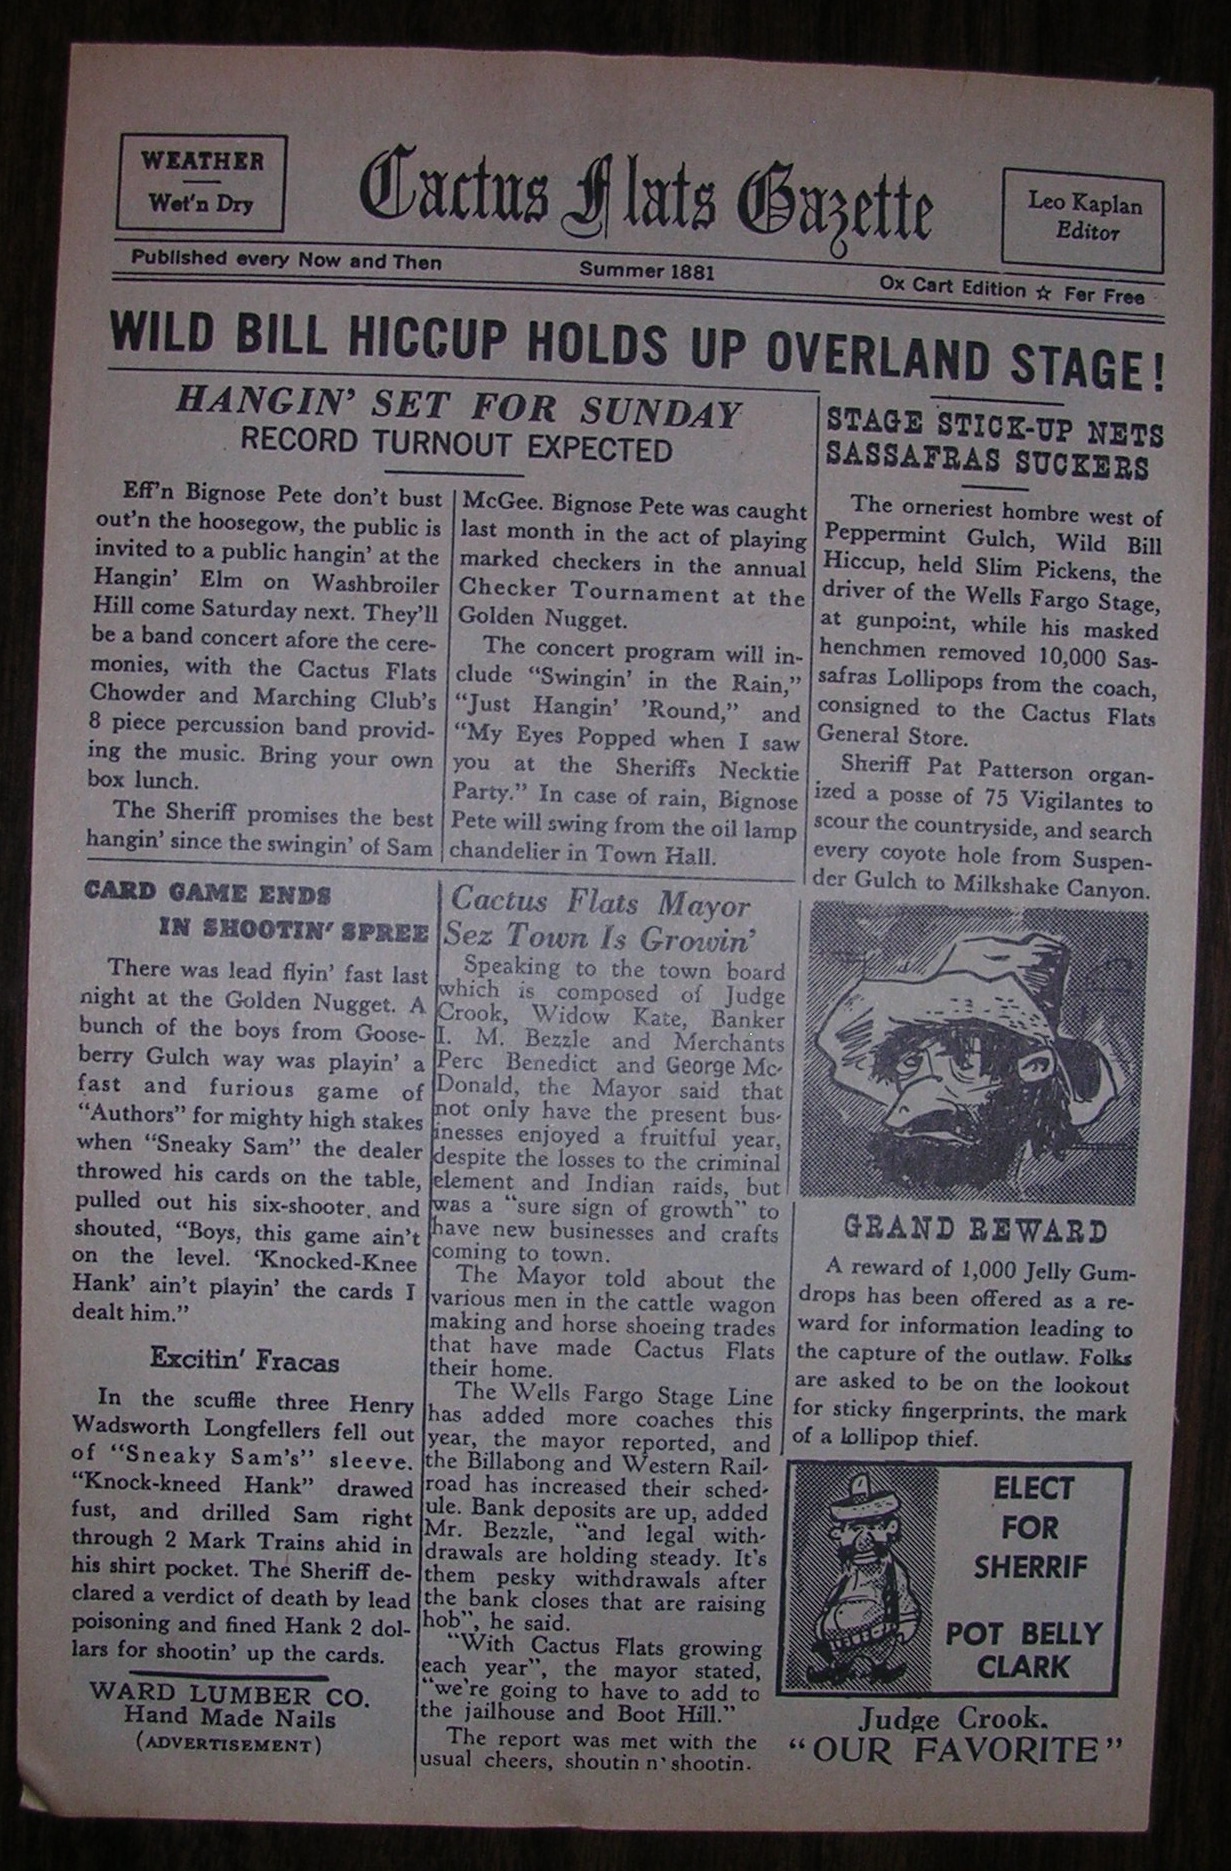 WEATHER
Wet'n Dry
Cactus Flats Gazette
Leo Kaplan
Editor
Published every Now and Then
Summer 1881
Ox Cart Edition ☆ Fer Free
WILD BILL HICCUP HOLDS UP OVERLAND STAGE!
HANGIN' SET FOR SUNDAY
RECORD TURNOUT EXPECTED
Eff'n Bignose Pete don't bust
out'n the hoosegow, the public is
invited to a public hangin' at the
Hangin' Elm on Washbroiler
Hill come Saturday next. They'll
be a band concert afore the cere-
monies, with the Cactus Flats
Chowder and Marching Club's
8 piece percussion band provid-
ing the music. Bring your own
box lunch.
The Sheriff promises the best
hangin' since the swingin' of Sam
McGee. Bignose Pete was caught
last month in the act of playing
marked checkers in the annual
Checker Tournament at the
Golden Nugget.
The concert program will in-
clude "Swingin' in the Rain,"
"Just Hangin' 'Round," and
"My Eyes Popped when I saw
you at the Sheriffs Necktie
Party." In case of rain, Bignose
Pete will swing from the oil lamp
chandelier in Town Hall.
STAGE STICK-UP NETS
SASSAFRAS SUCKERS
The orneriest hombre west of
Peppermint Gulch, Wild Bill
Hiccup, held Slim Pickens, the
driver of the Wells Fargo Stage,
at gunpoint, while his masked
henchmen removed 10,000 Sas-
safras Lollipops from the coach,
consigned to the Cactus Flats
General Store.
Sheriff Pat Patterson organ-
ized a posse of 75 Vigilantes to
scour the countryside, and search
every coyote hole from Suspen-
der Gulch to Milkshake Canyon.
CARD GAME ENDS
IN SHOOTIN' SPREE
There was lead flyin' fast last
night at the Golden Nugget. A
bunch of the boys from Goose-
berry Gulch way was playin' a
fast and furious game of
"Authors" for mighty high stakes
when "Sneaky Sam" the dealer
throwed his cards on the table,
pulled out his six-shooter and
shouted, "Boys, this game ain't
on the level. 'Knocked-Knee
Hank' ain't playin' the cards I
dealt him."
Excitin' Fracas
In the scuffle three Henry
Wadsworth Longfellers fell out
of "Sneaky Sam's" sleeve.
"Knock-kneed Hank" drawed
fust, and drilled Sam right
through 2 Mark Trains ahid in
his shirt pocket. The Sheriff de-
clared a verdict of death by lead
poisoning and fined Hank 2 dol-
lars for shootin' up the cards.
WARD LUMBER CO.
Hand Made Nails
(ADVERTISEMENT)
Cactus Flats Mayor
Sez Town Is Growin'
Speaking to the town board
which is composed of Judge
Crook, Widow Kate, Banker
I. M. Bezzle and Merchants
Perc Benedict and George Mc-
Donald, the Mayor said that
not only have the present bus-
inesses enjoyed a fruitful year,
despite the losses to the criminal
element and Indian raids, but
was a "sure sign of growth" to
have new businesses and crafts
coming to town.
The Mayor told about the
various men in the cattle wagon
making and horse shoeing trades
that have made Cactus Flats
their home.
The Wells Fargo Stage Line
has added more coaches this
year, the mayor reported, and
the Billabong and Western Rail-
road has increased their sched-
ule. Bank deposits are up, added
Mr. Bezzle, "and legal with-
drawals are holding steady. It's
them pesky withdrawals after
the bank closes that are raising
hob", he said.
"With Cactus Flats growing
each year", the mayor stated,
"we're going to have to add to
the jailhouse and Boot Hill."
The report was met with the
usual cheers, shoutin n' shootin.
GRAND REWARD
A reward of 1,000 Jelly Gum-
drops has been offered as a re-
ward for information leading to
the capture of the outlaw. Folks
are asked to be on the lookout
for sticky fingerprints, the mark
of a lollipop thief.
ELECT
FOR
SHERRIF
POT BELLY
CLARK
Judge Crook.
"OUR FAVORITE"